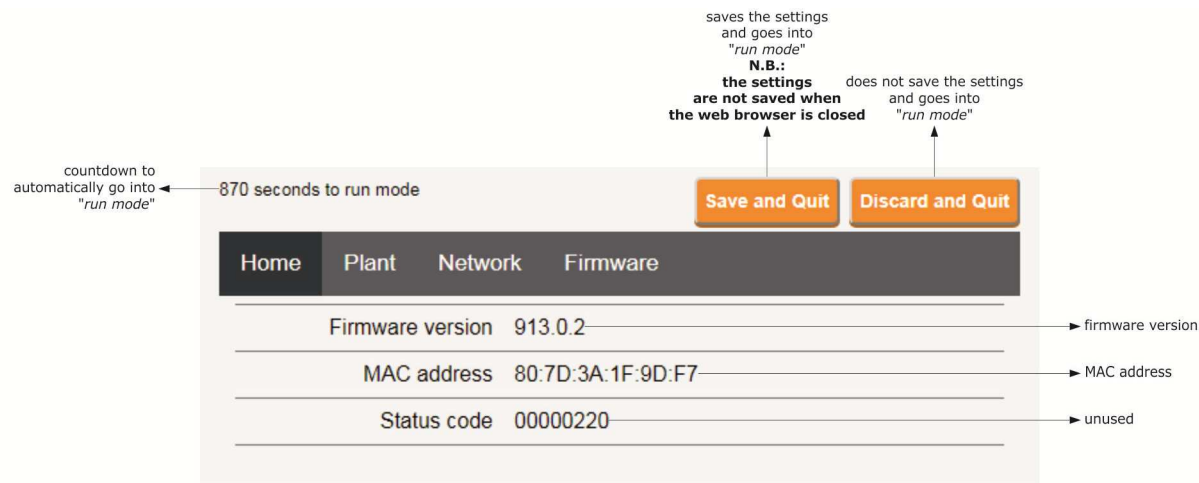 saves the settings
and goes into
"run mode"
N.B.:
the settings
are not saved when
the web browser is closed
does not save the settings
and goes into
"run mode"
countdown to
automatically go into
"run mode"
870 seconds to run mode
Save and Quit
Discard and Quit
Home Plant Network Firmware
Firmware version 913.0.2
firmware version
MAC address 80:7D:3A:1F:9D:F7
MAC address
Status code 00000220
unused